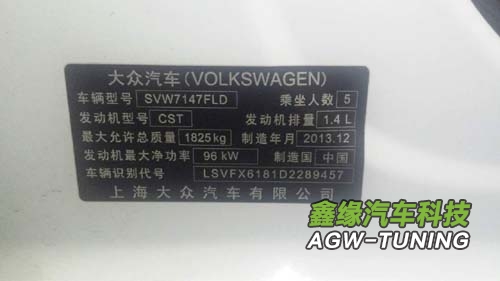 大众汽车(VOLKSWAGEN)
车辆型号 SVW7147FLD 乘坐人数 5
发动机型号 CST 发动机排量 1.4 L
最大允许总质量 1825kg 制造年月 2013.12
发动机最大净功率 96 kW 制造国 中国
车辆识别代号 LSVFX6181D2289457
上海大众汽车有限公司
鑫缘汽车科技
AGW-TUNING